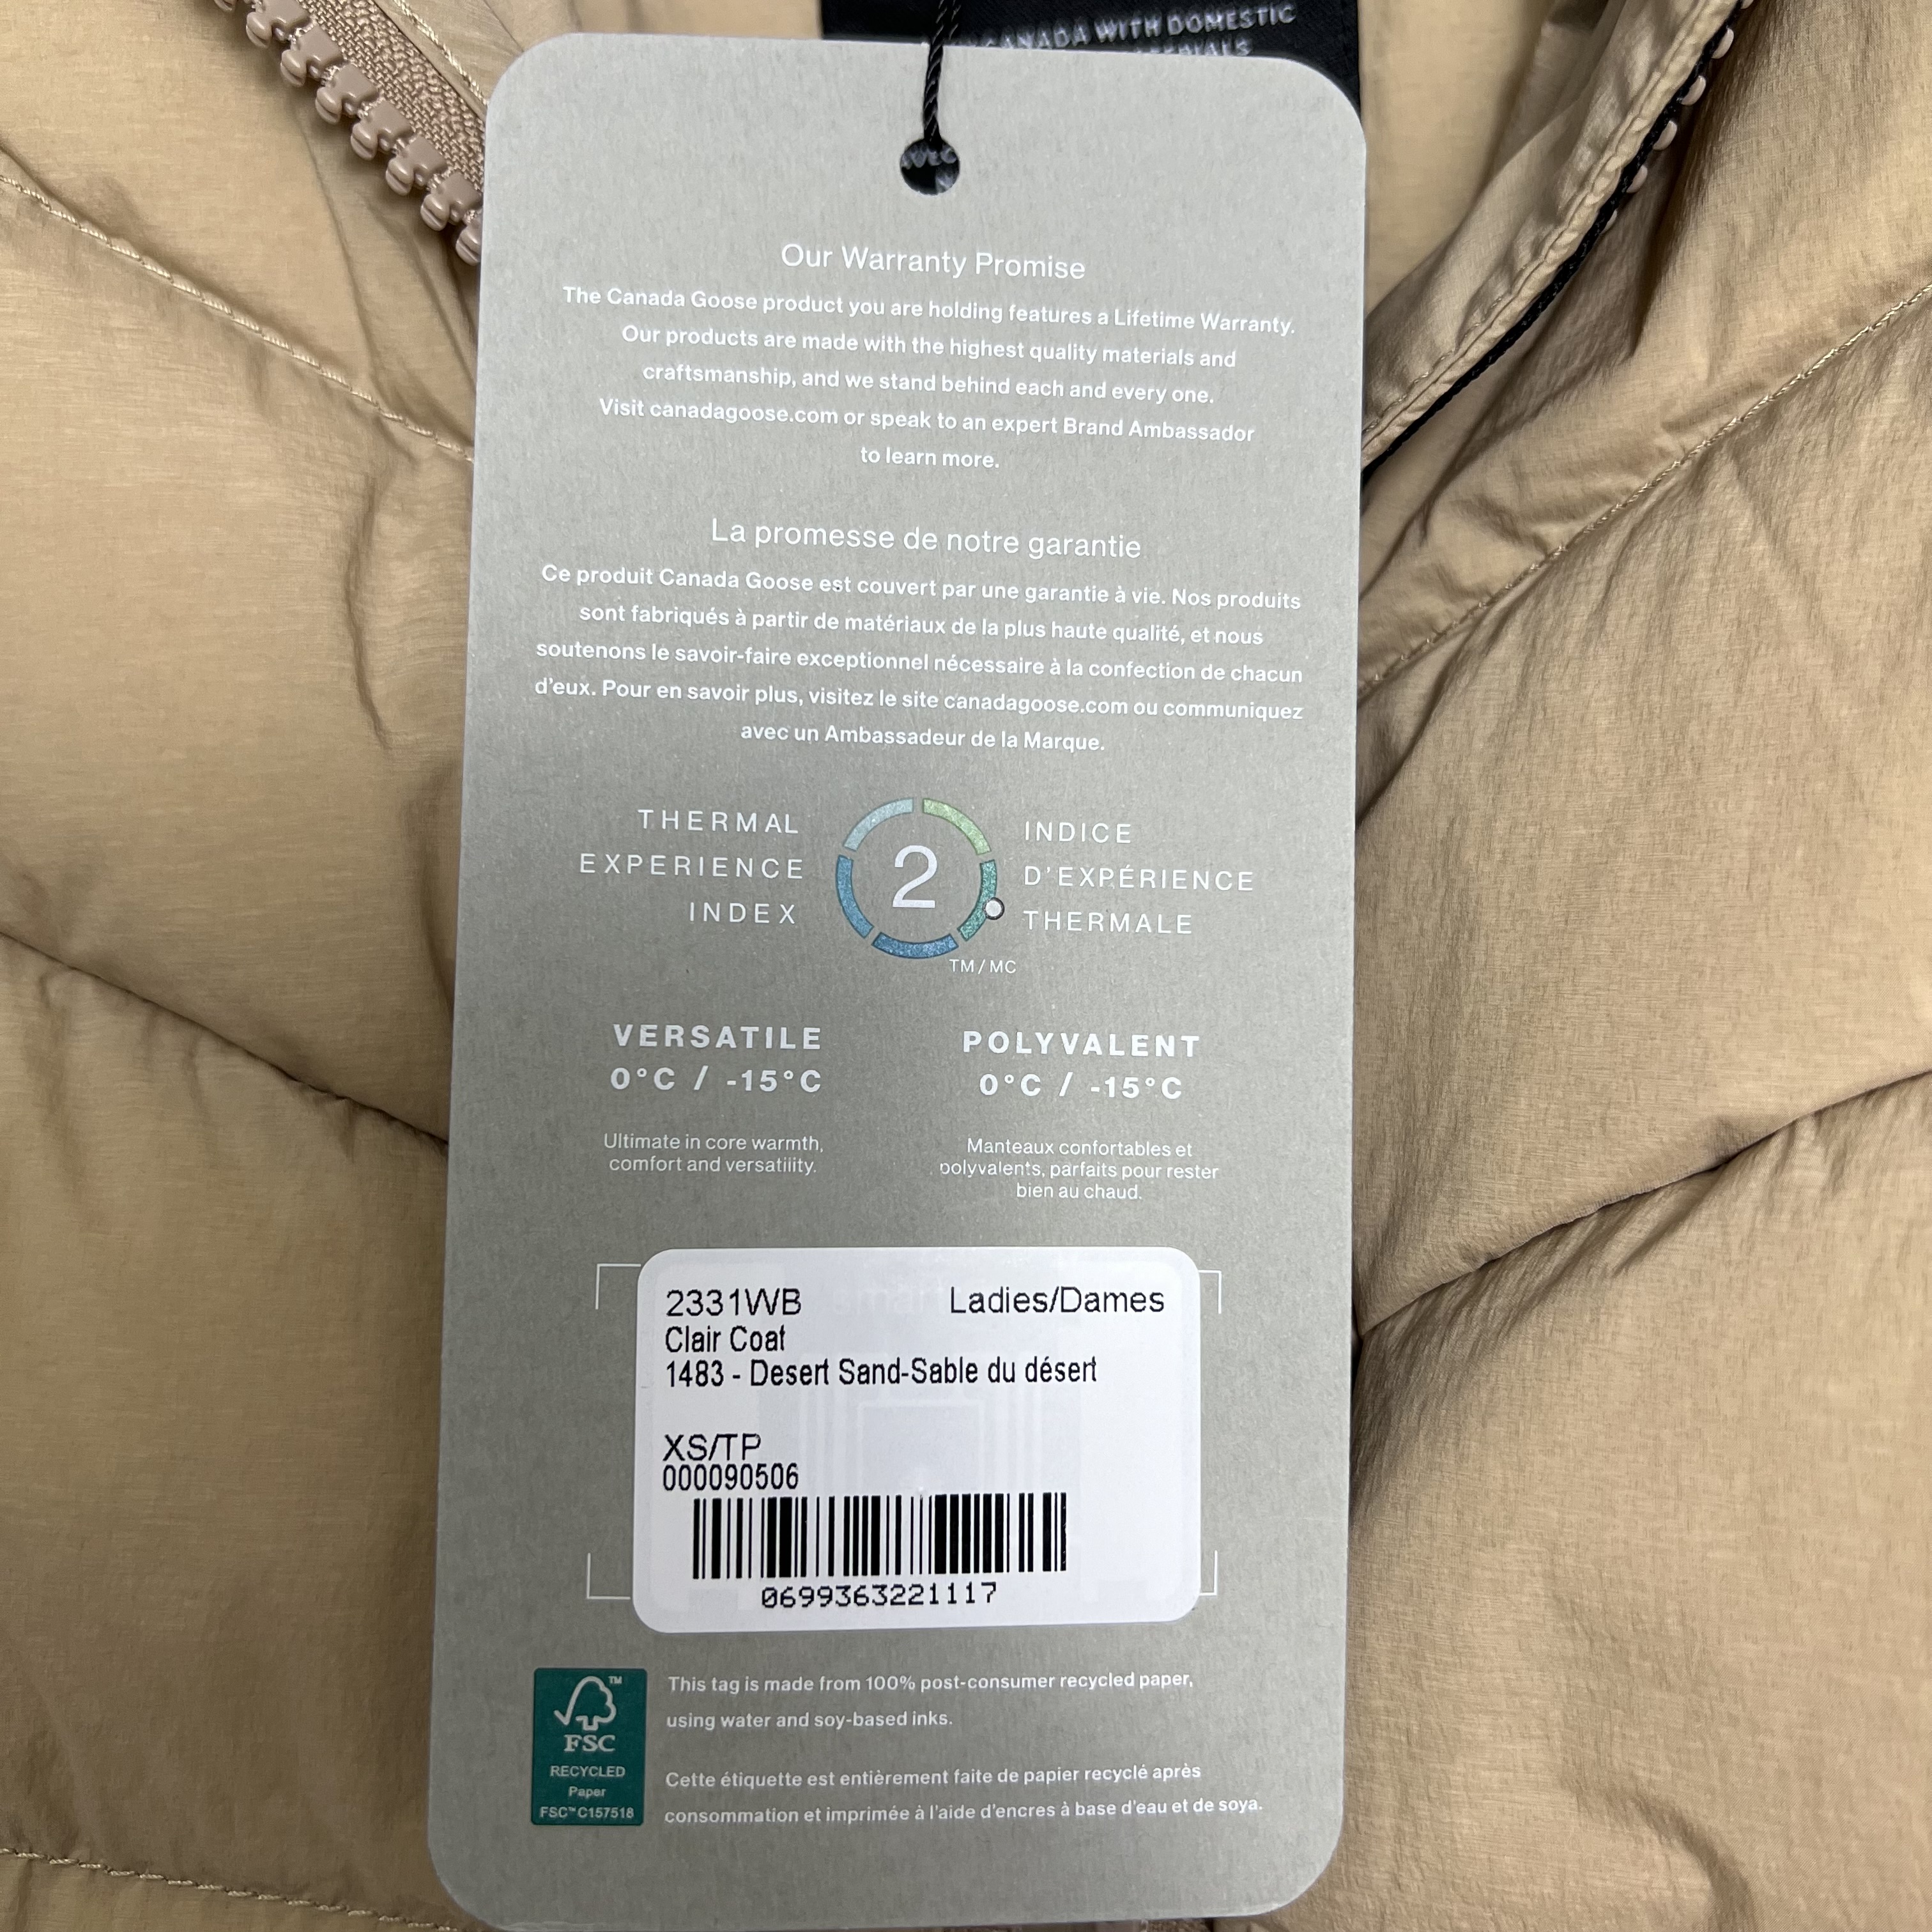 CANADA WITH DOMESTIC
AVEC
Our Warranty Promise
The Canada Goose product you are holding features a Lifetime Warranty.
Our products are made with the highest quality materials and
craftsmanship, and we stand behind each and every one.
Visit canadagoose.com or speak to an expert Brand Ambassador
to learn more.
La promesse de notre garantie
Ce produit Canada Goose est couvert par une garantie à vie. Nos produits
sont fabriqués à partir de matériaux de la plus haute qualité, et nous
soutenons le savoir-faire exceptionnel nécessaire à la confection de chacun
d'eux. Pour en savoir plus, visitez le site canadagoose.com ou communiquez
avec un Ambassadeur de la Marque.
THERMAL
EXPERIENCE
INDEX
2
TM/MC
INDICE
D'EXPÉRIENCE
THERMALE
VERSATILE
0°C / -15°C
Ultimate in core warmth,
comfort and versatility.
POLYVALENT
0°C / -15°C
Manteaux confortables et
polyvalents, parfaits pour rester
bien au chaud.
2331WB Ladies/Dames
Clair Coat
1483 - Desert Sand-Sable du désert
XS/TP
000090506
0699363221117
TM
FSC
RECYCLED
Paper
FSC™ C157518
This tag is made from 100% post-consumer recycled paper,
using water and soy-based inks.
Cette étiquette est entièrement faite de papier recyclé après
consommation et imprimée à l'aide d'encres à base d'eau et de soya.